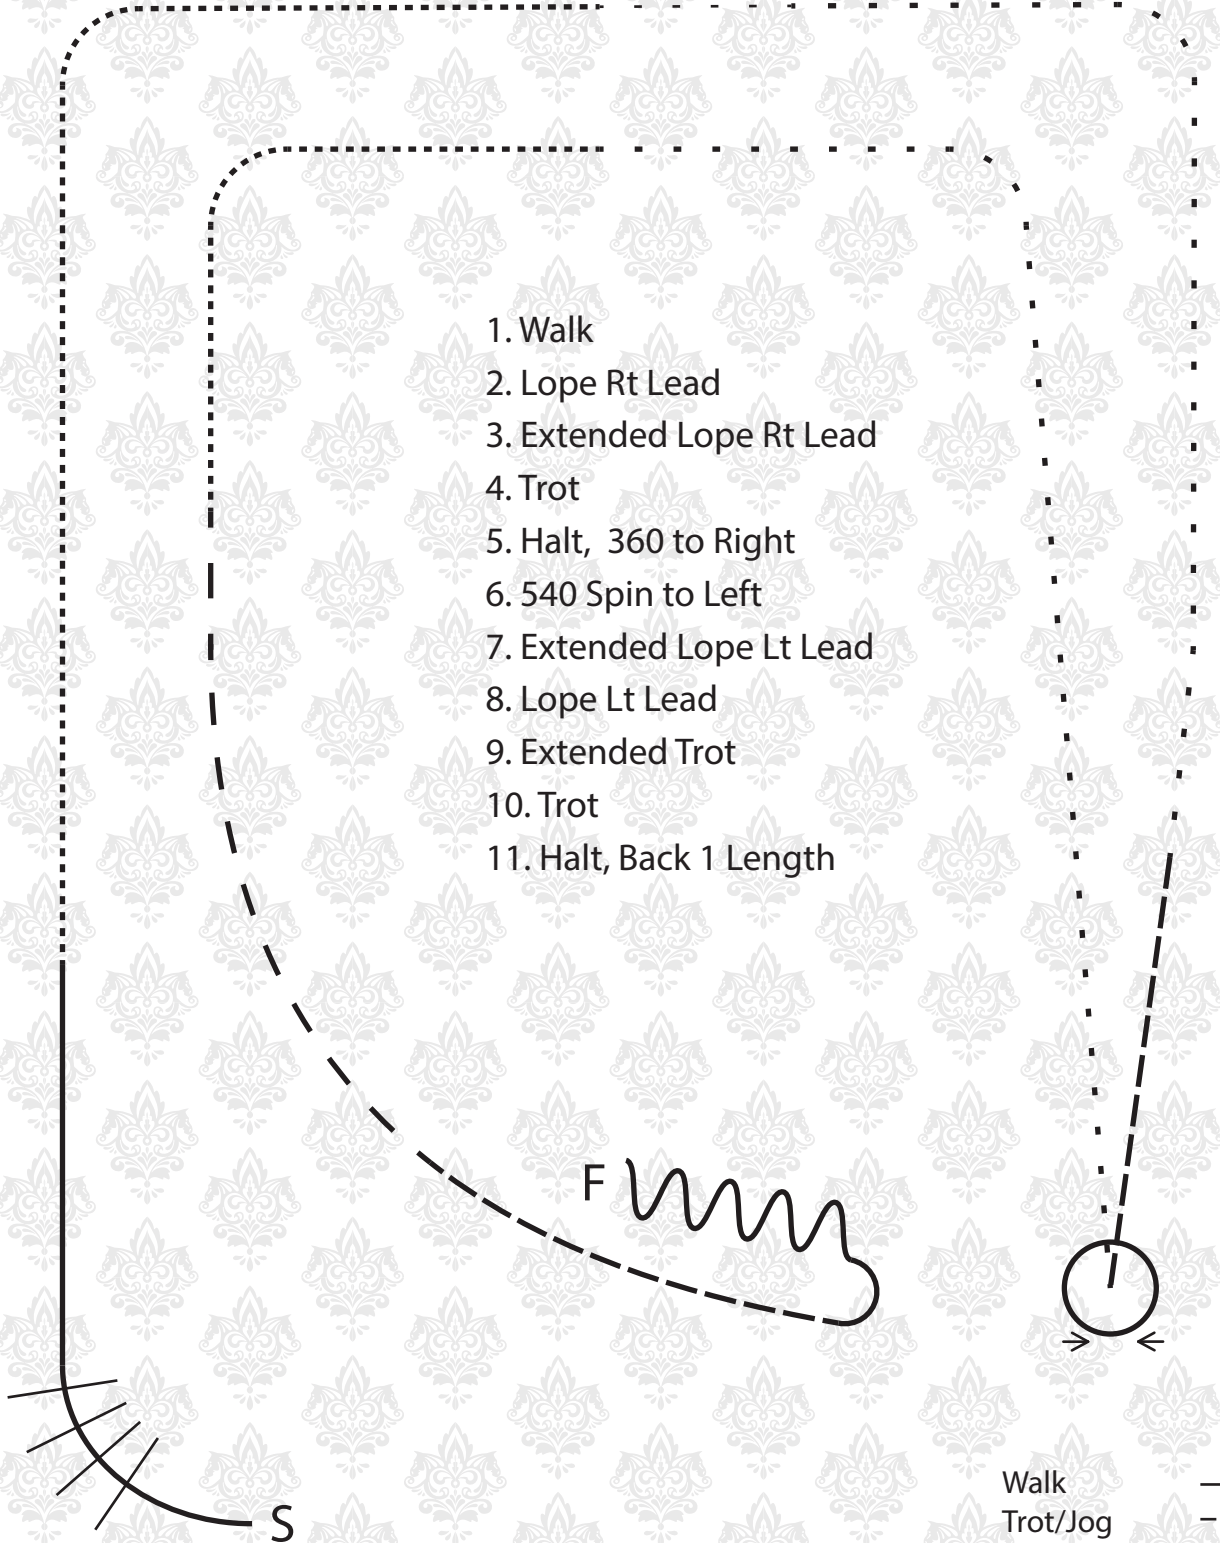 1. Walk
2. Lope Rt Lead
3. Extended Lope Rt Lead
4. Trot
5. Halt,  360 to Right
6. 540 Spin to Left
7. Extended Lope Lt Lead
8. Lope Lt Lead
9. Extended Trot
10. Trot
11. Halt, Back 1 Length
F
S
Walk
Trot/Jog